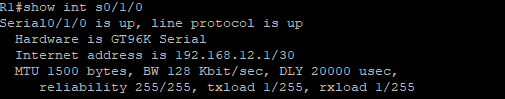 R1#show int s0/1/0
Serial0/1/0 is up, line protocol is up
Hardware is GT96K Serial
Internet address is 192.168.12.1/30
MTU 1500 bytes, BW 128 Kbit/sec, DLY 20000 usec,
reliability 255/255, txload 1/255, rxload 1/255